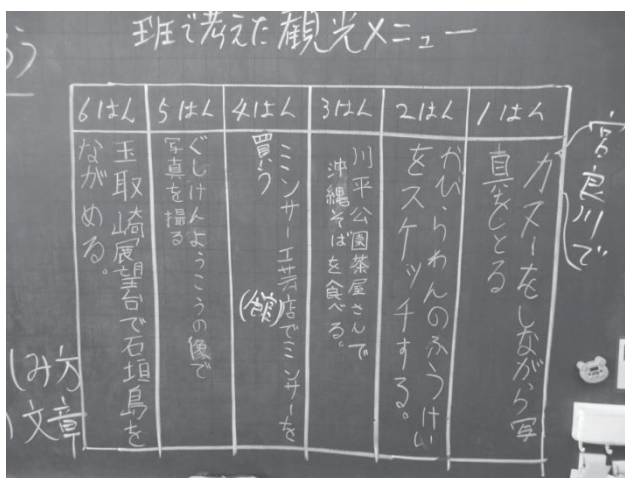 班で考えた観光メニュー
1はん
カヌーをしながら写
真をとる
宮良川で
2はん
かびらわんのふうけい
をスケッチする。
3はん
川平公園茶屋さんで
沖縄そばを食べる。
4はん
ミンサー工芸店でミンサーを
(館)
買う
5はん
ぐしけんようこうの像で
写真を撮る
6はん
玉取崎展望台で石垣島を
ながめる。
う
しみ方
文章